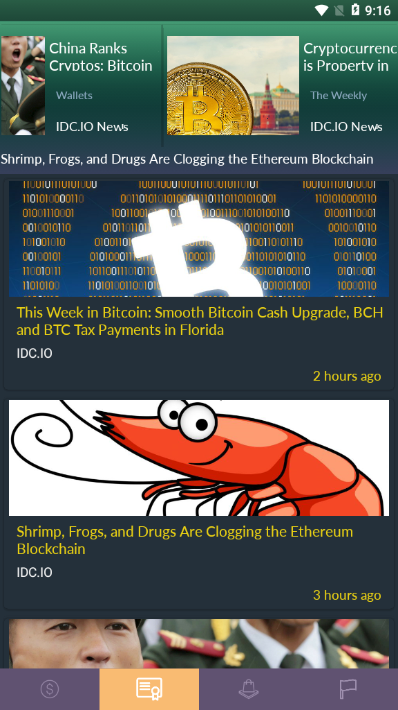 9:16
China Ranks
Cryptos: Bitcoin
Wallets
IDC.IO News
Cryptocurrenc
is Property in
The Weekly
IDC.IO News
Shrimp, Frogs, and Drugs Are Clogging the Ethereum Blockchain
This Week in Bitcoin: Smooth Bitcoin Cash Upgrade, BCH
and BTC Tax Payments in Florida
IDC.IO
2 hours ago
Shrimp, Frogs, and Drugs Are Clogging the Ethereum
Blockchain
IDC.IO
3 hours ago